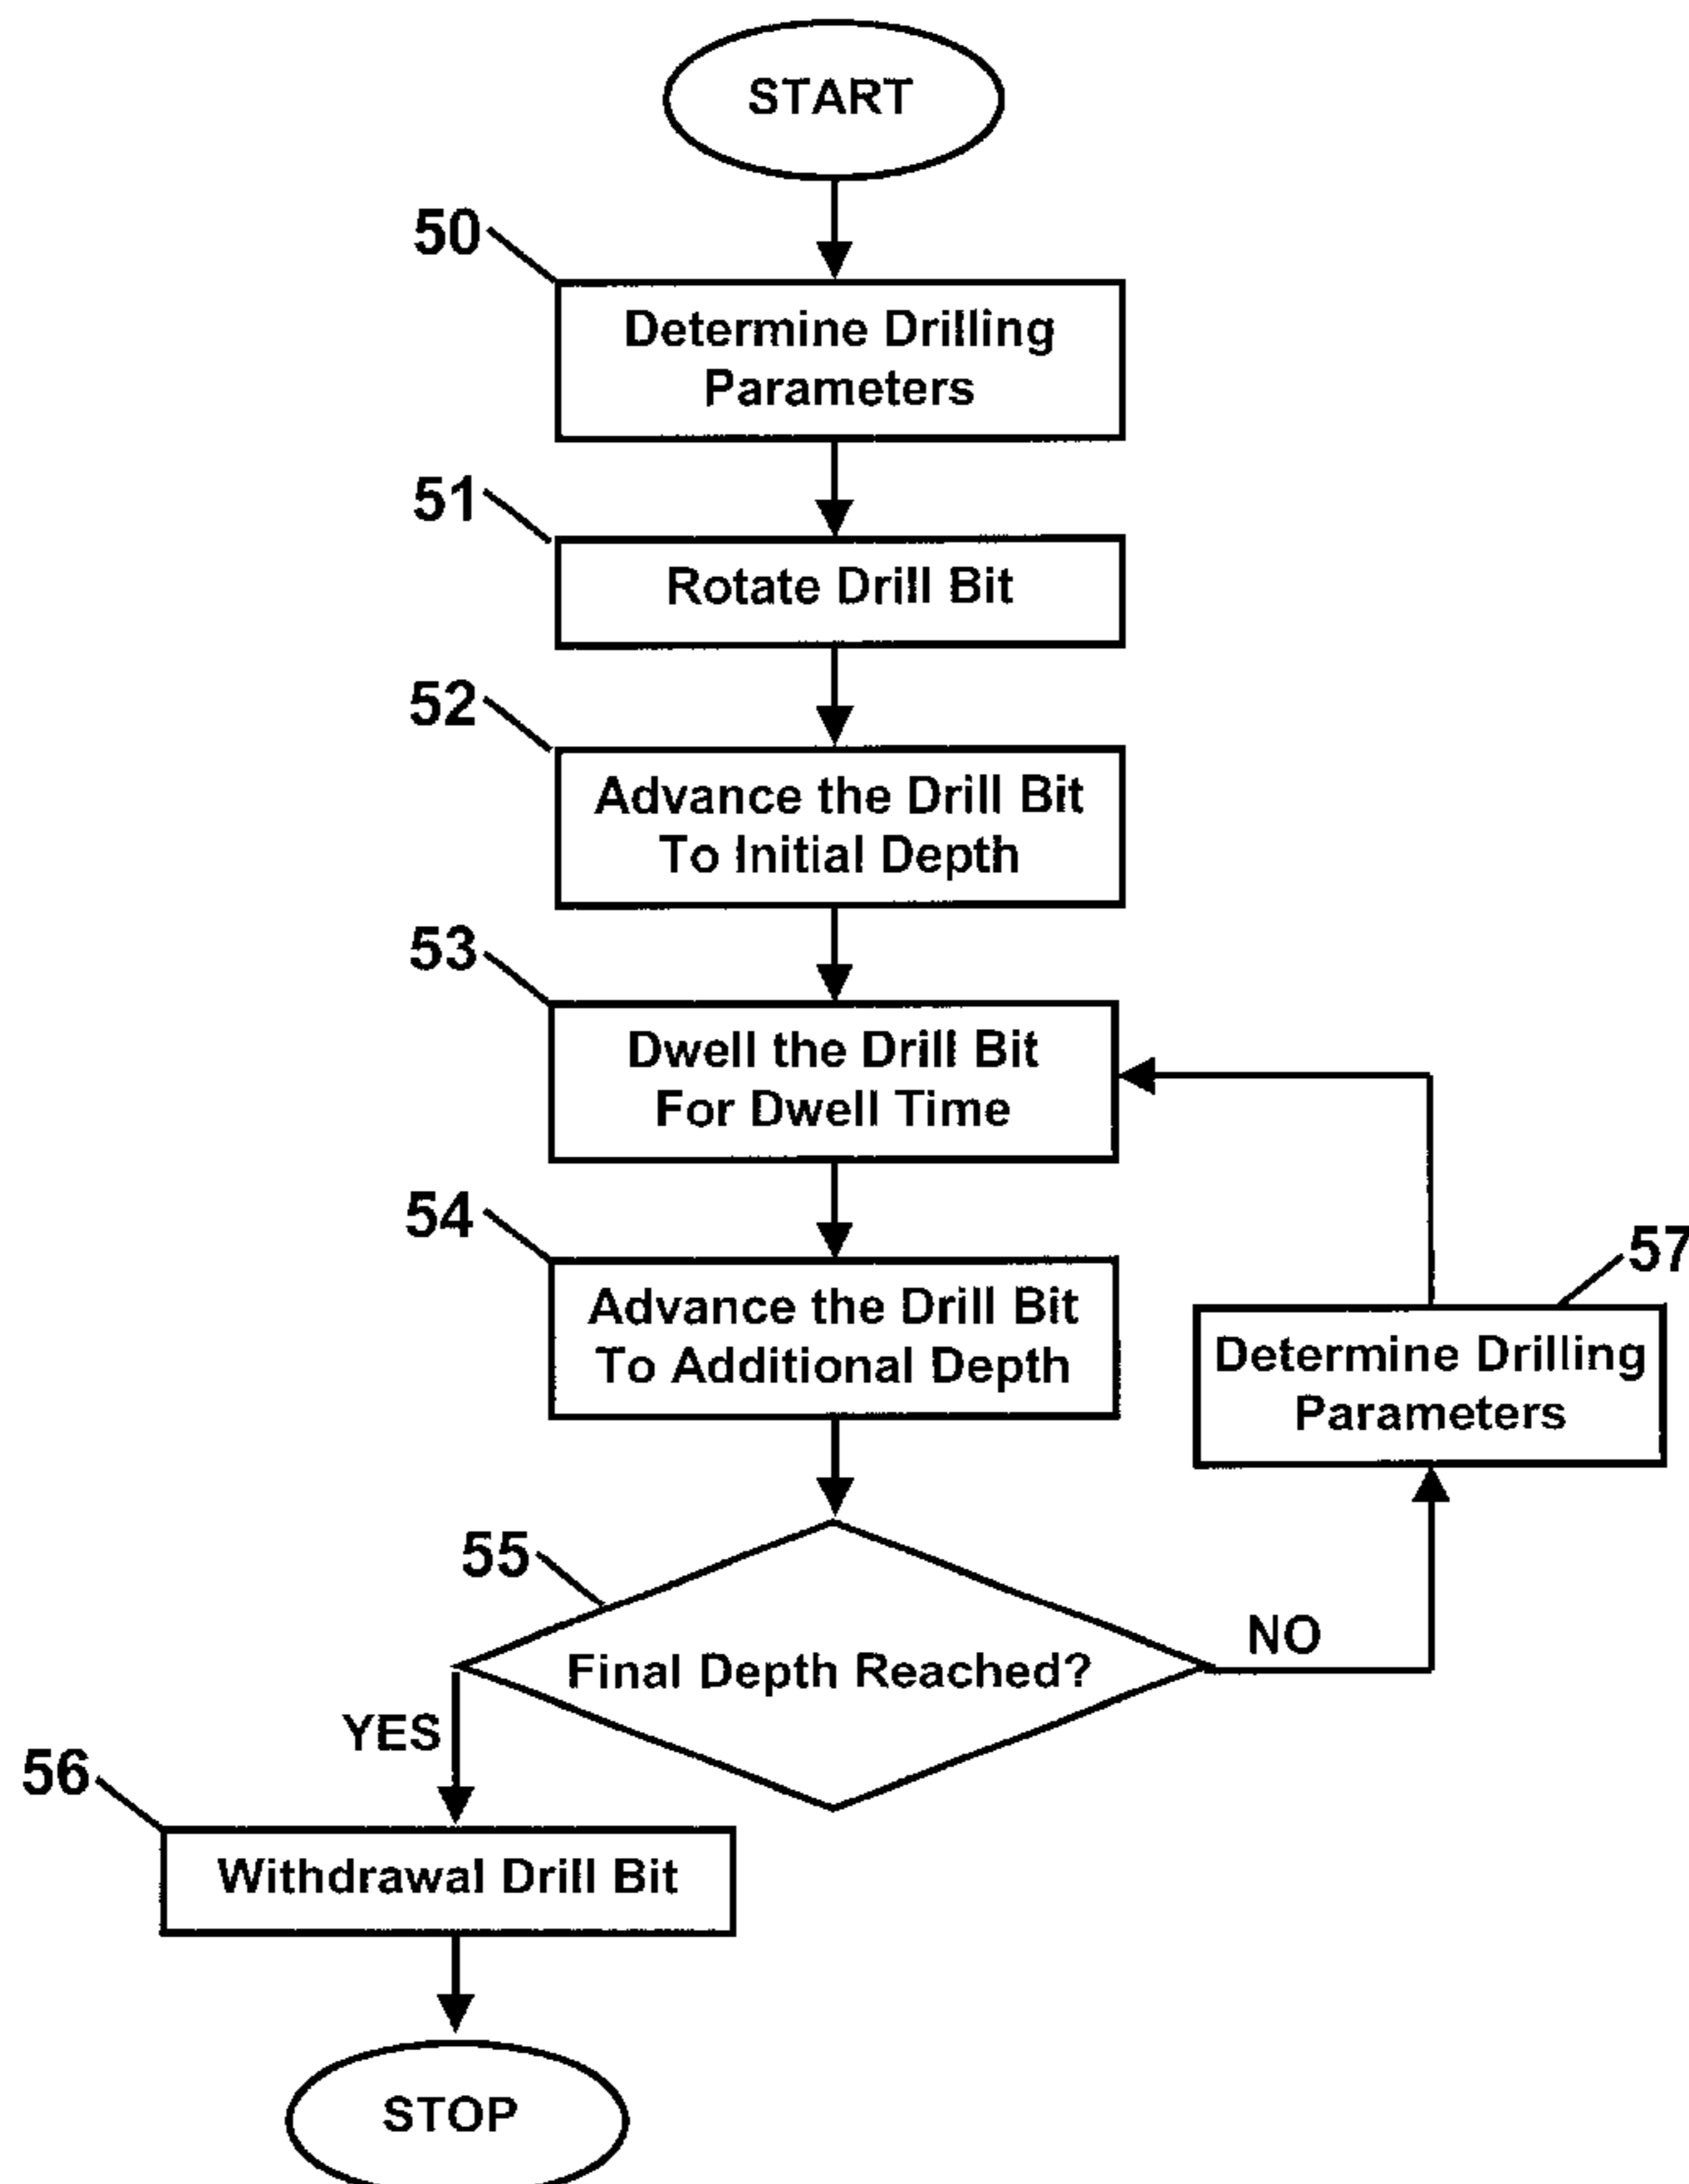 START
50
Determine Drilling
Parameters
51
Rotate Drill Bit
52
Advance the Drill Bit
To Initial Depth
53
Dwell the Drill Bit
For Dwell Time
54
Advance the Drill Bit
To Additional Depth
57
Determine Drilling
Parameters
55
Final Depth Reached?
NO
YES
56
Withdrawal Drill Bit
STOP